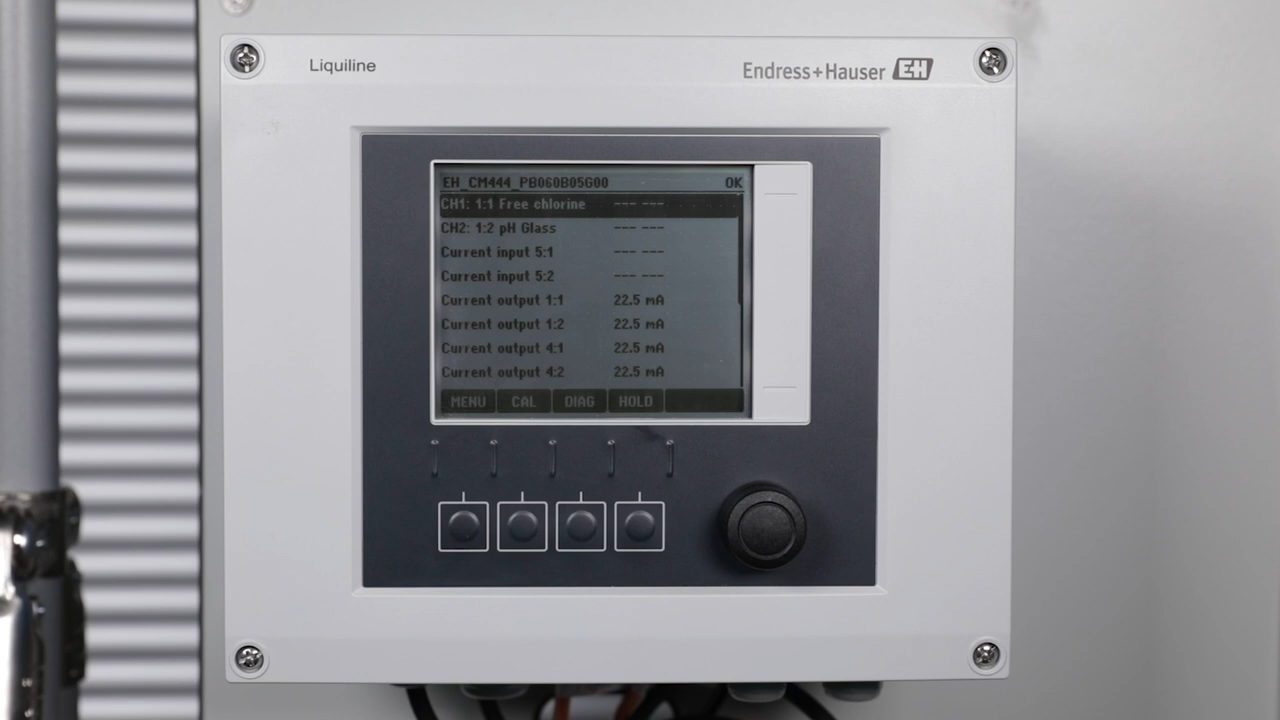 Liquiline
Endress+Hauser EH
EH_CM444_PB060B05G00 OK
CH1: 1:1 Free chlorine --- ---
CH2: 1:2 pH Glass --- ---
Current input 5:1 --- ---
Current input 5:2 --- ---
Current output 1:1 22.5 mA
Current output 1:2 22.5 mA
Current output 4:1 22.5 mA
Current output 4:2 22.5 mA
MENU CAL DIAG HOLD